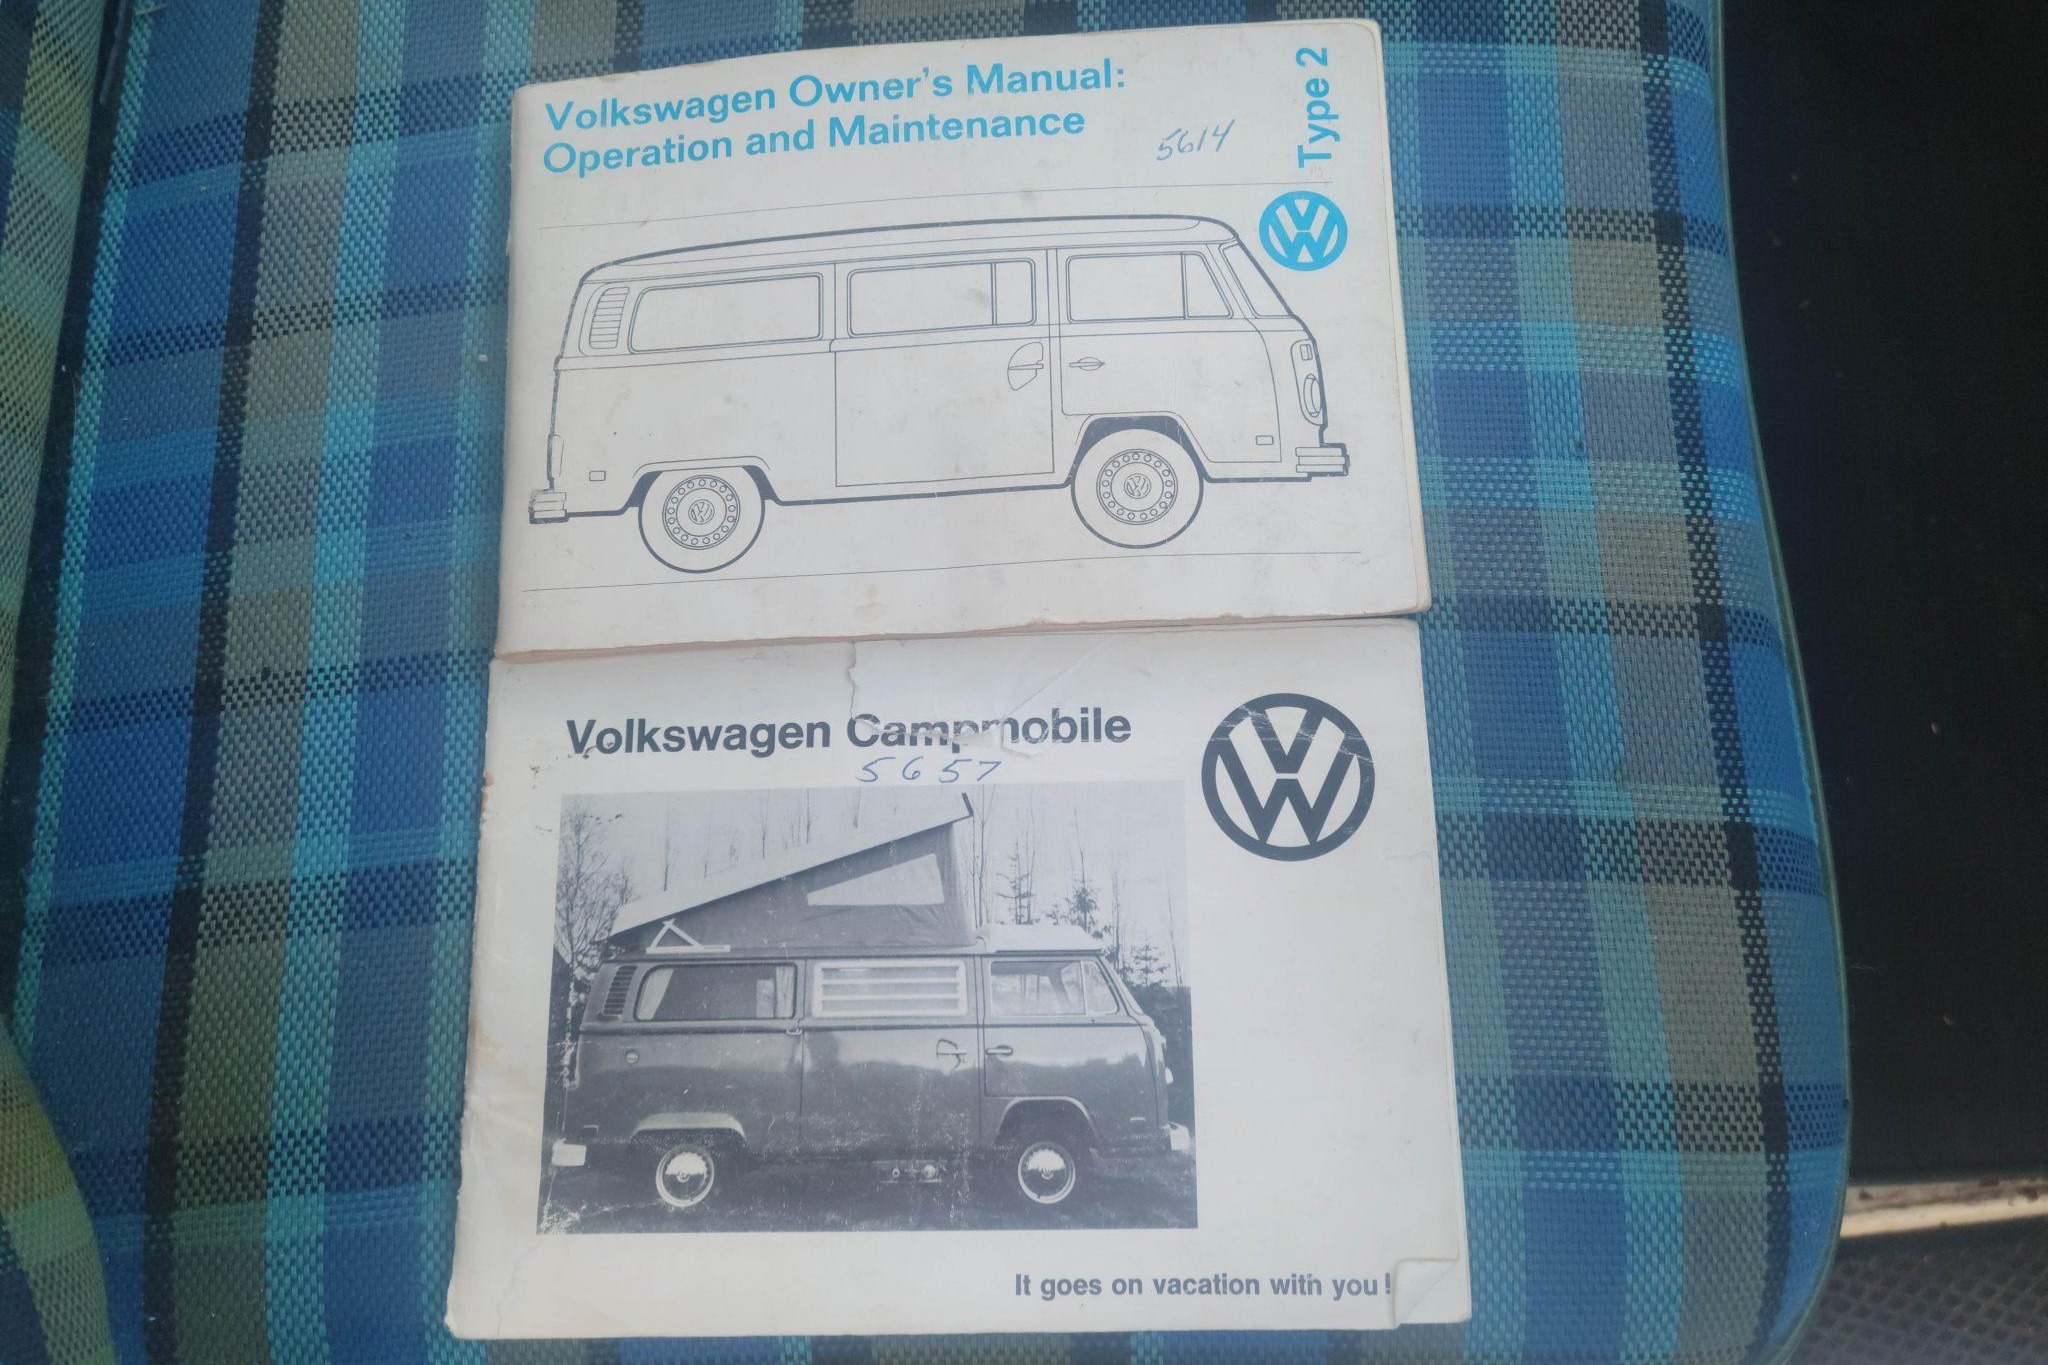 Volkswagen Owner's Manual:
Operation and Maintenance
5614
Type 2
Volkswagen Campmobile
5657
It goes on vacation with you!